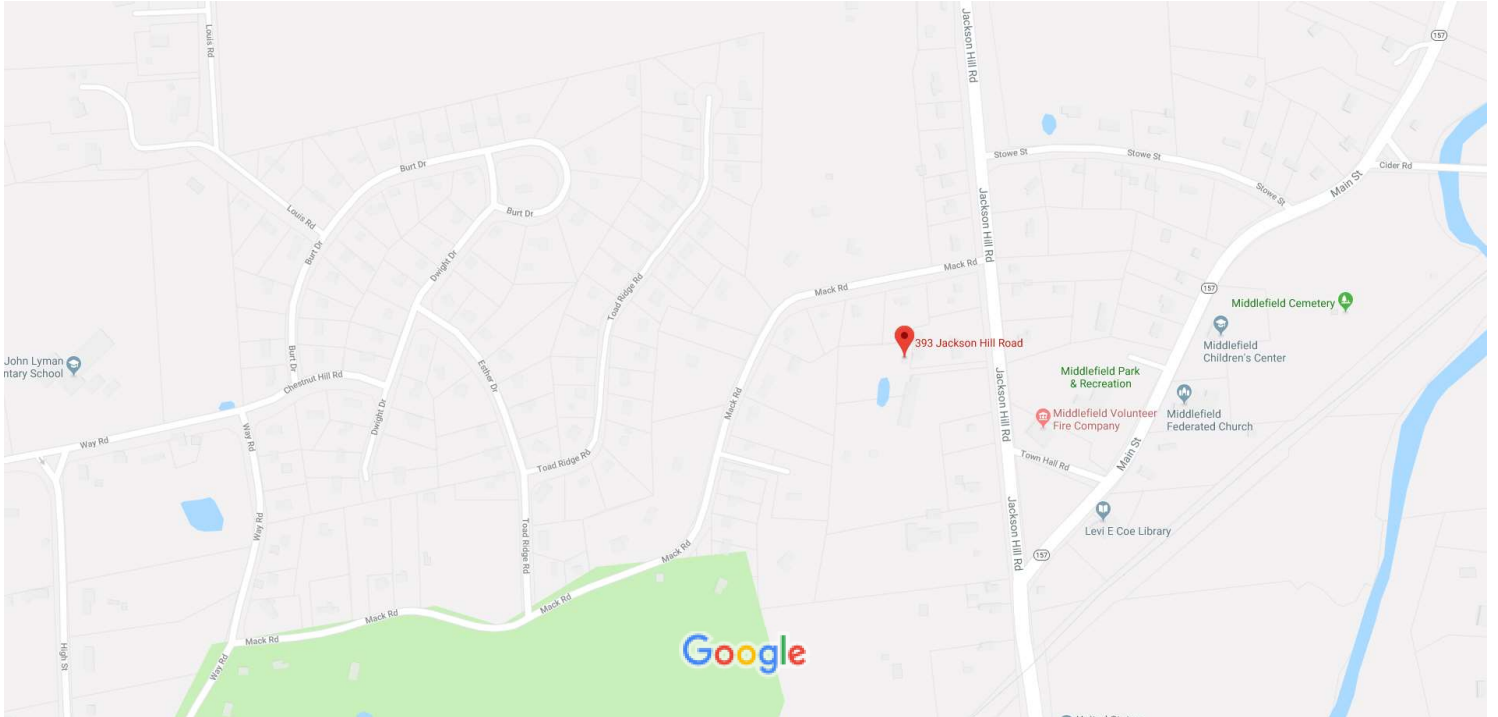 Louis Rd
Jackson Hill Rd
157
Stowe St
Stowe St
Cider Rd
Burt Dr
Main St
Stowe St
Louis Rd
Burt Dr
Jackson Hill Rd
Burt Dr
Dwight Dr
Mack Rd
Toad Ridge Rd
Mack Rd
157
Middlefield Cemetery
393 Jackson Hill Road
Middlefield
Children's Center
John Lyman
ntary School
Burt Dr
Esther Dr
Middlefield Park
& Recreation
Chestnut Hill Rd
Jackson Hill Rd
Mack Rd
Dwight Dr
Middlefield Volunteer
Fire Company
Middlefield
Federated Church
Way Rd
Way Rd
Main St
Toad Ridge Rd
Town Hall Rd
Way Rd
Toad Ridge Rd
Jackson Hill Rd
Levi E Coe Library
Mack Rd
157
Mack Rd
Mack Rd
Mack Rd
High St
Way Rd
Google